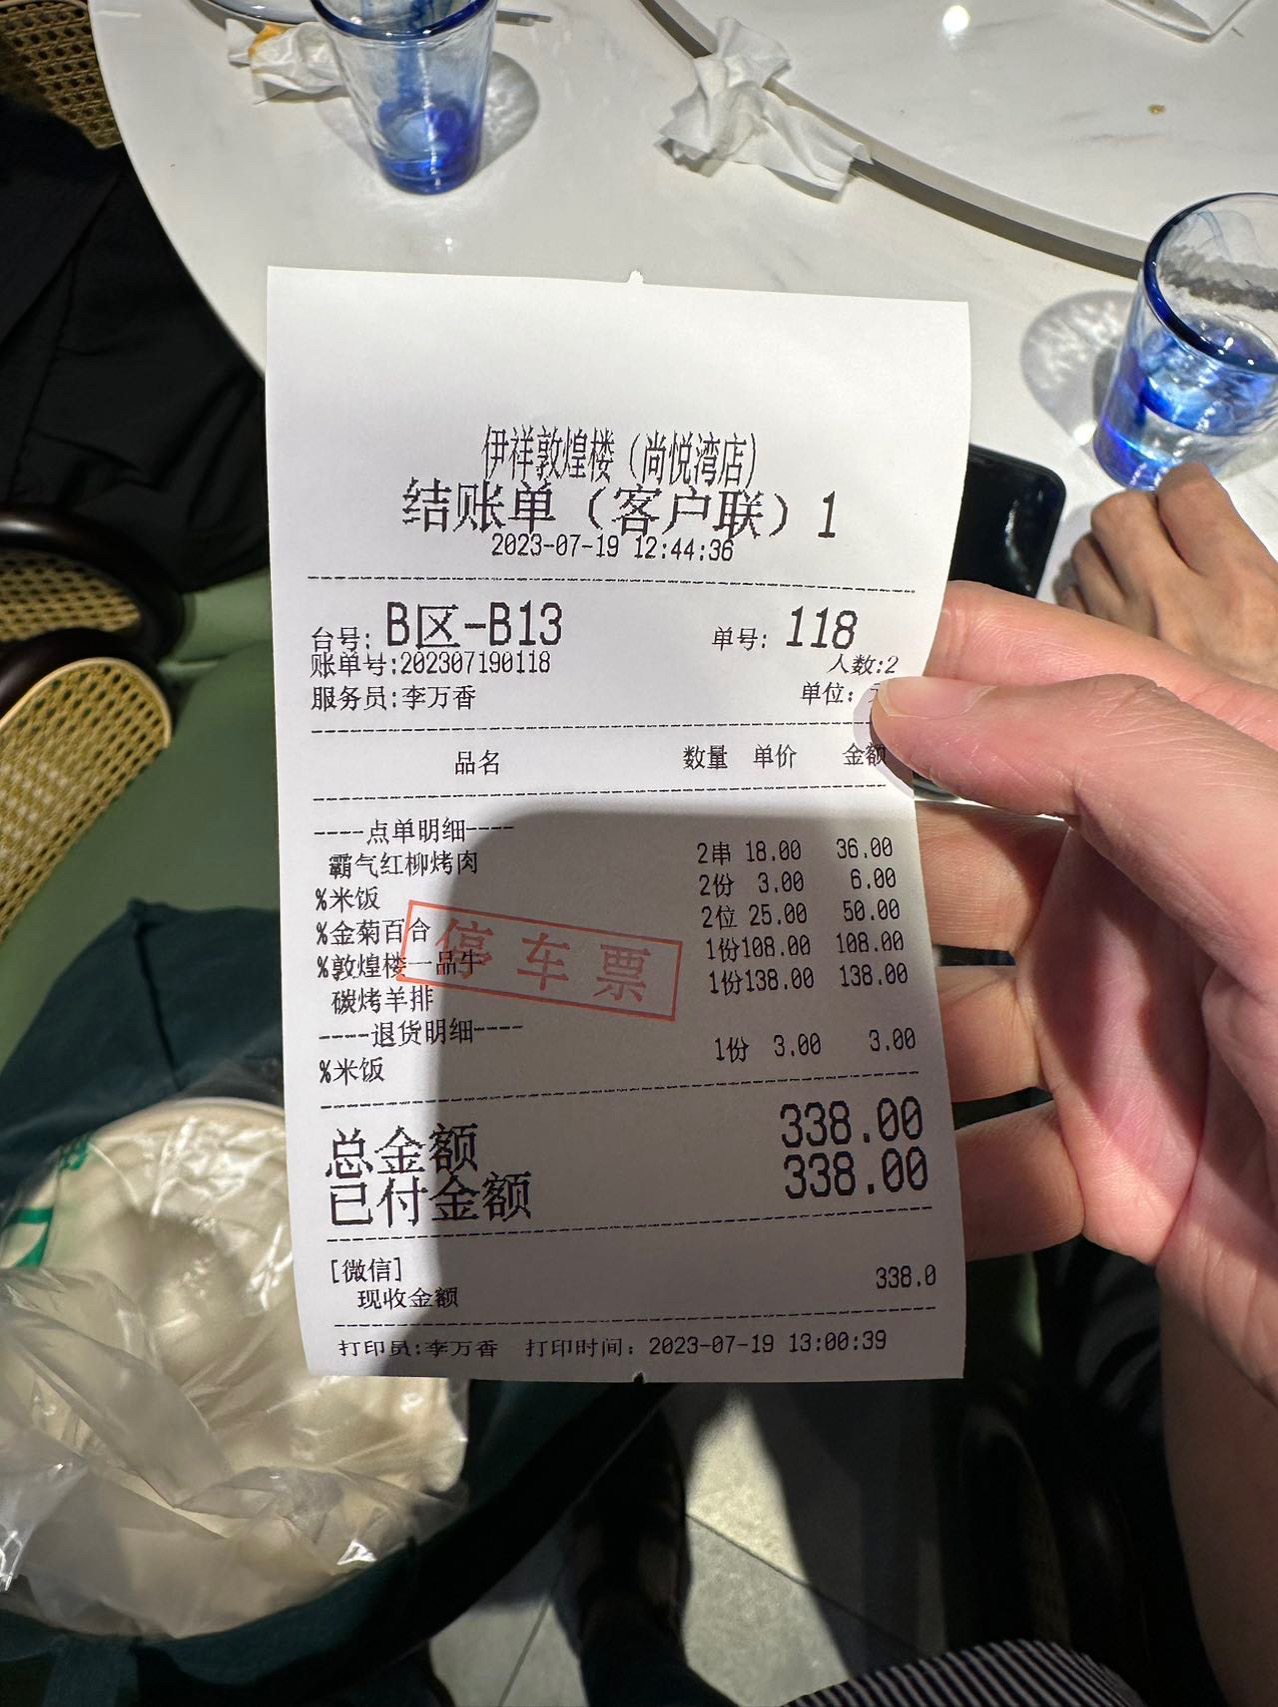 伊祥敦煌楼（尚悦湾店）
结账单（客户联）1
2023-07-19 12:44:36
台号: B区-B13 单号: 118
账单号:202307190118 人数:2
服务员:李万香 单位:
品名 数量 单价 金额
----点单明细----
霸气红柳烤肉 2串 18.00 36.00
%米饭 2份 3.00 6.00
%金菊百合 2位 25.00 50.00
%敦煌楼一品牛 1份108.00 108.00
碳烤羊排 1份138.00 138.00
停车票
----退货明细----
%米饭 1份 3.00 3.00
总金额 338.00
已付金额 338.00
[微信]
现收金额 338.0
打印员:李万香 打印时间: 2023-07-19 13:00:39